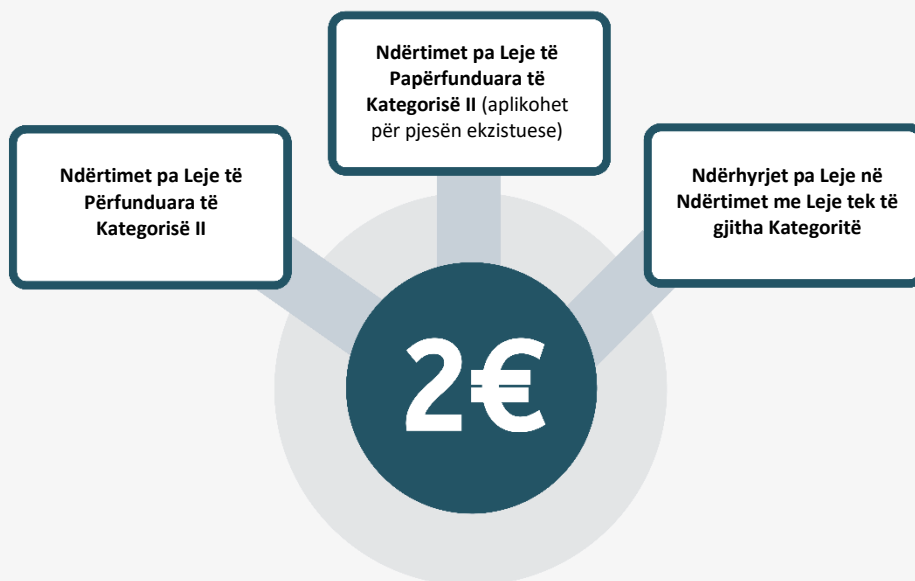 Ndërtimet pa Leje të
Papërfunduara të
Kategorisë II (aplikohet
për pjesën ekzistuese)
Ndërtimet pa Leje të
Përfunduara të
Kategorisë II
Ndërhyrjet pa Leje në
Ndërtimet me Leje tek të
gjitha Kategoritë
2€